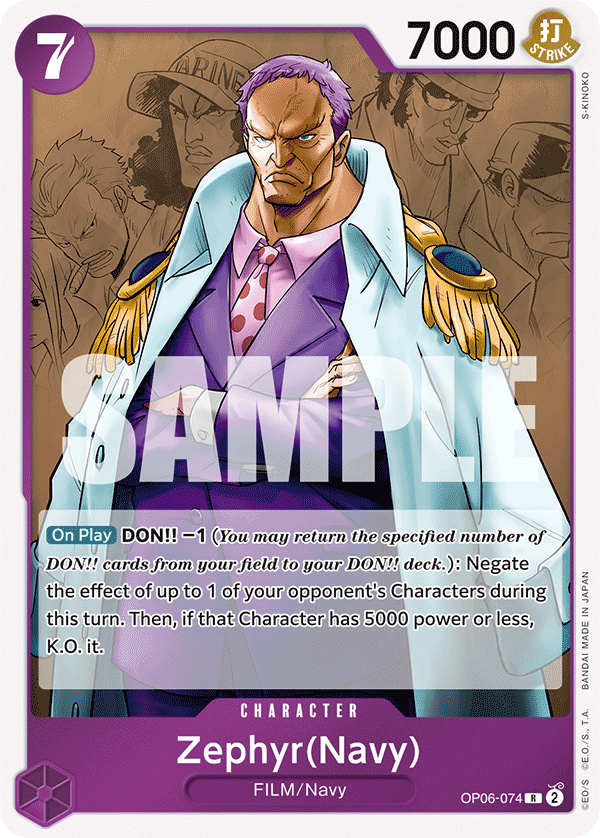 7
7000
打
STRIKE
S-KINOKO
MARINE
SAMPLE
On Play DON!! −1 (You may return the specified number of
DON!! cards from your field to your DON!! deck.): Negate
the effect of up to 1 of your opponent's Characters during
this turn. Then, if that Character has 5000 power or less,
K.O. it.
CHARACTER
Zephyr(Navy)
FILM/Navy
OP06-074 R 2
©E.O/S ©E.O./S., T.A. BANDAI MADE IN JAPAN